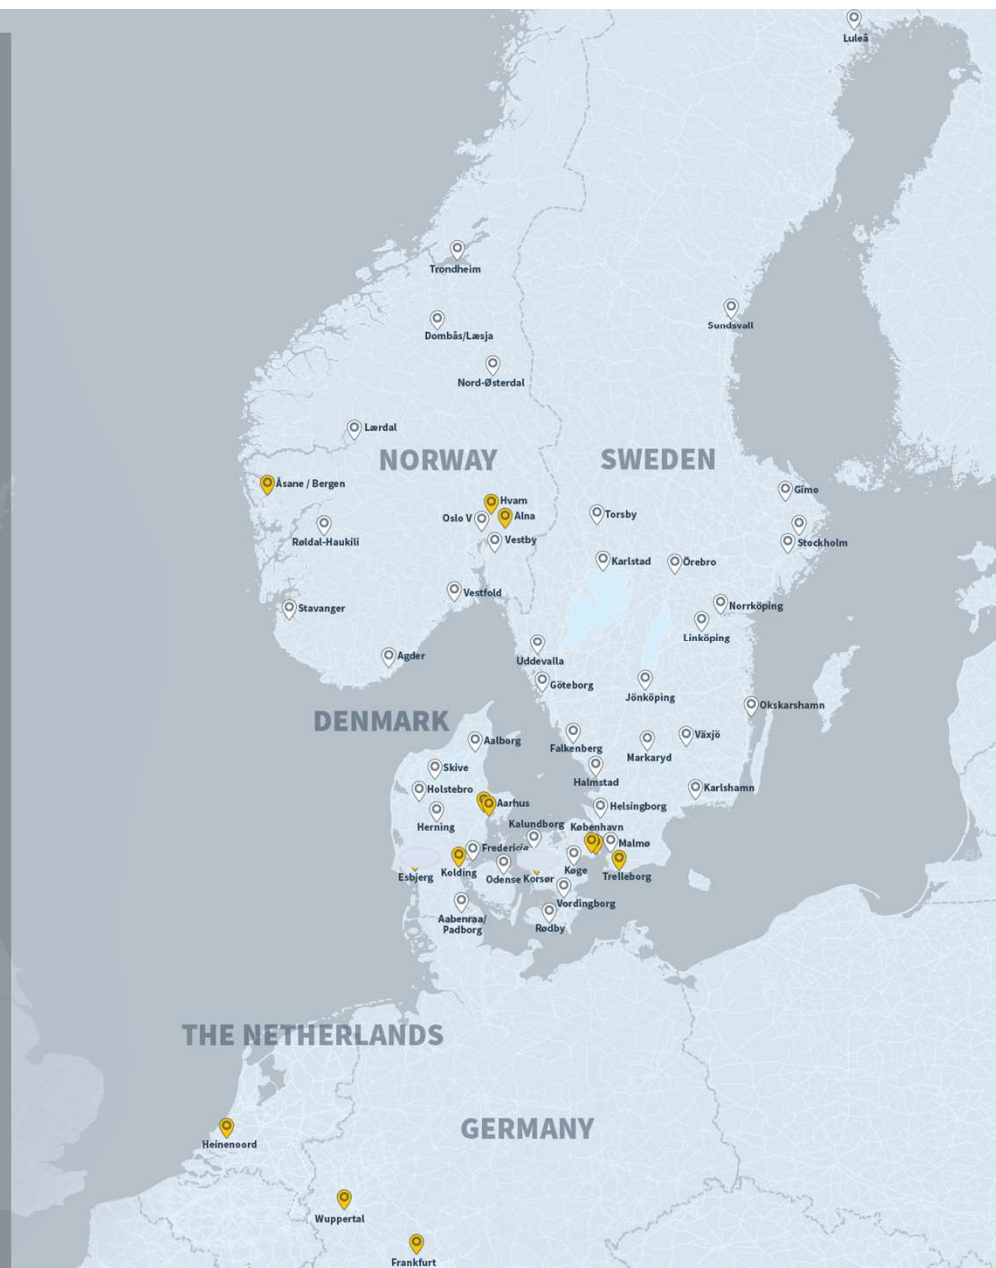 Luleå
Trondheim
Sundsvall
Dombås/Læsja
Nord-Østerdal
Lærdal
NORWAY
SWEDEN
Åsane / Bergen
Gimo
Hvam
Oslo V
Alna
Torsby
Røldal-Haukili
Vestby
Stockholm
Karlstad
Örebro
Vestfold
Stavanger
Norrköping
Linköping
Agder
Uddevalla
Göteborg
Jönköping
Okskarshamn
DENMARK
Aalborg
Falkenberg
Växjö
Markaryd
Skive
Halmstad
Holstebro
Karlshamn
Aarhus
Helsingborg
Herning
Kalundborg
København
Malmø
Fredericia
Esbjerg
Kolding
Odense
Korsør
Køge
Trelleborg
Vordingborg
Aabenraa/
Padborg
Rødby
THE NETHERLANDS
GERMANY
Heinenoord
Wuppertal
Frankfurt